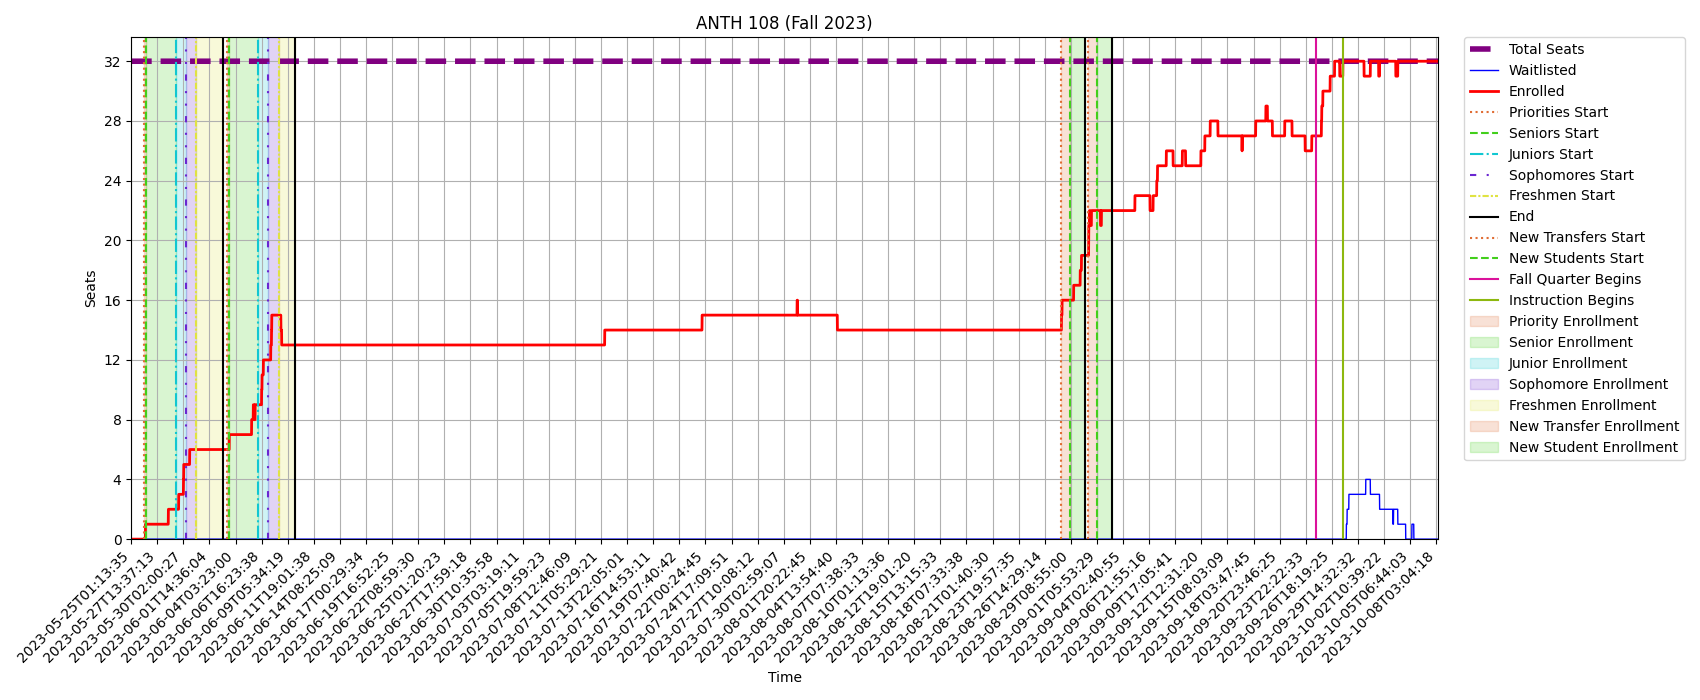 ANTH 108 (Fall 2023)
Seats
32
28
24
20
16
12
8
4
0
2023-05-25T01:13:35
2023-05-27T13:37:13
2023-05-30T02:00:27
2023-06-01T14:36:04
2023-06-04T03:23:00
2023-06-06T16:23:38
2023-06-09T05:34:19
2023-06-11T19:01:38
2023-06-14T08:25:09
2023-06-17T00:29:34
2023-06-19T16:52:25
2023-06-22T08:59:30
2023-06-25T01:20:23
2023-06-27T17:59:18
2023-06-30T10:35:58
2023-07-03T03:19:11
2023-07-05T19:59:23
2023-07-08T12:46:09
2023-07-11T05:29:21
2023-07-13T22:05:01
2023-07-16T14:53:11
2023-07-19T07:40:42
2023-07-22T00:24:45
2023-07-24T17:09:51
2023-07-27T10:08:12
2023-07-30T02:59:07
2023-08-01T20:22:45
2023-08-04T13:54:40
2023-08-07T07:38:33
2023-08-10T01:13:36
2023-08-12T19:01:20
2023-08-15T13:15:33
2023-08-18T07:33:38
2023-08-21T01:40:30
2023-08-23T19:57:35
2023-08-26T14:29:14
2023-08-29T08:55:00
2023-09-01T05:53:29
2023-09-04T02:40:55
2023-09-06T21:55:16
2023-09-09T17:05:41
2023-09-12T12:31:20
2023-09-15T08:03:09
2023-09-18T03:47:45
2023-09-20T23:46:25
2023-09-23T21:22:33
2023-09-26T18:19:25
2023-09-29T14:32:32
2023-10-02T10:39:22
2023-10-05T06:44:03
2023-10-08T03:04:18
Time
Total Seats
Waitlisted
Enrolled
Priorities Start
Seniors Start
Juniors Start
Sophomores Start
Freshmen Start
End
New Transfers Start
New Students Start
Fall Quarter Begins
Instruction Begins
Priority Enrollment
Senior Enrollment
Junior Enrollment
Sophomore Enrollment
Freshmen Enrollment
New Transfer Enrollment
New Student Enrollment